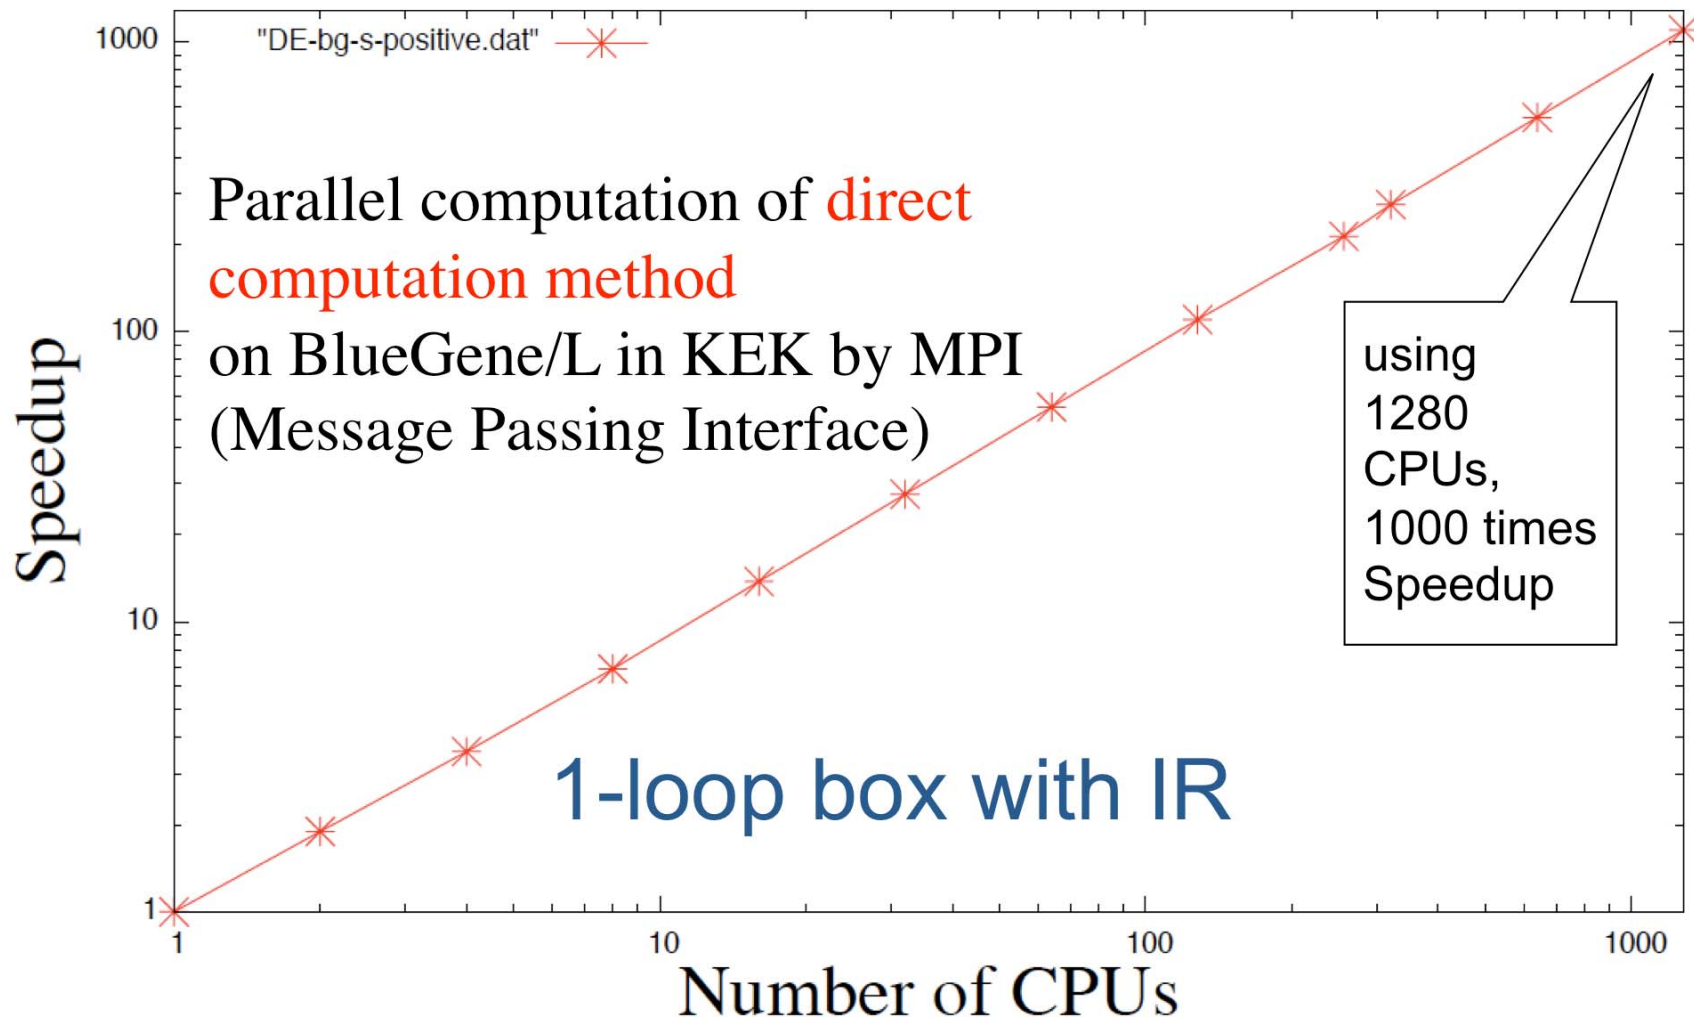 1000
"DE-bg-s-positive.dat"
Parallel computation of direct
computation method
on BlueGene/L in KEK by MPI
(Message Passing Interface)
100
10
1
Speedup
using
1280
CPUs,
1000 times
Speedup
1-loop box with IR
1
10
100
1000
Number of CPUs